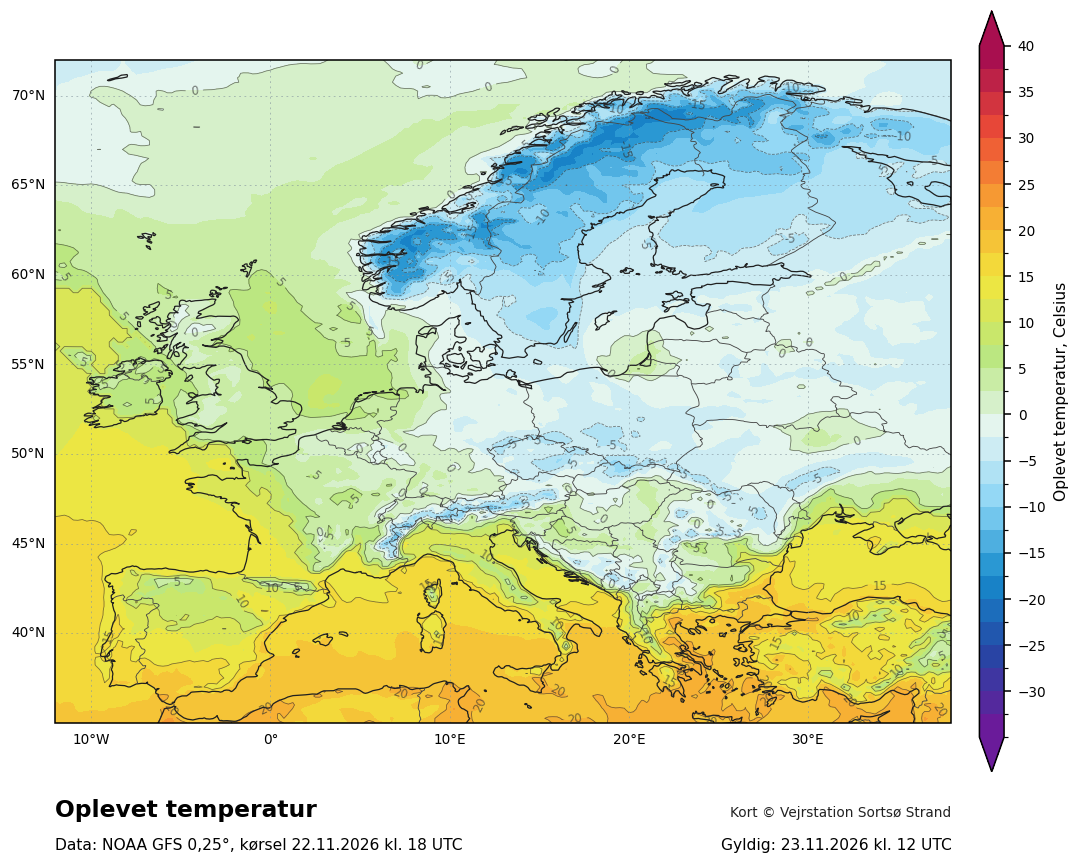 70°N
65°N
60°N
55°N
50°N
45°N
40°N
10°W
0°
10°E
20°E
30°E
40
35
30
25
20
15
10
5
0
−5
−10
−15
−20
−25
−30
Oplevet temperatur, Celsius
Oplevet temperatur
Kort © Vejrstation Sortsø Strand
Data: NOAA GFS 0,25°, kørsel 22.11.2026 kl. 18 UTC
Gyldig: 23.11.2026 kl. 12 UTC